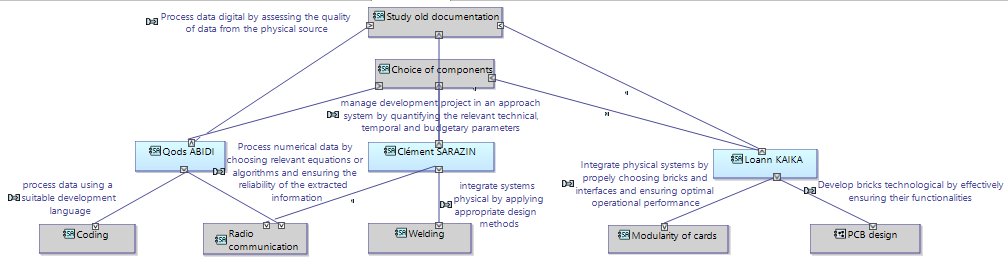 Process data digital by assessing the quality
of data from the physical source
Study old documentation
Choice of components
manage development project in an approach
system by quantifying the relevant technical,
temporal and budgetary parameters
Qods ABIDI
Process numerical data by
choosing relevant equations or
algorithms and ensuring the
reliability of the extracted
information
Clément SARAZIN
Loann KAIKA
process data using a
suitable development
language
integrate systems
physical by applying
appropriate design
methods
Integrate physical systems by
propely choosing bricks and
interfaces and ensuring optimal
operational performance
Develop bricks technological by effectively
ensuring their functionalities
Coding
Radio
communication
Welding
Modularity of cards
PCB design